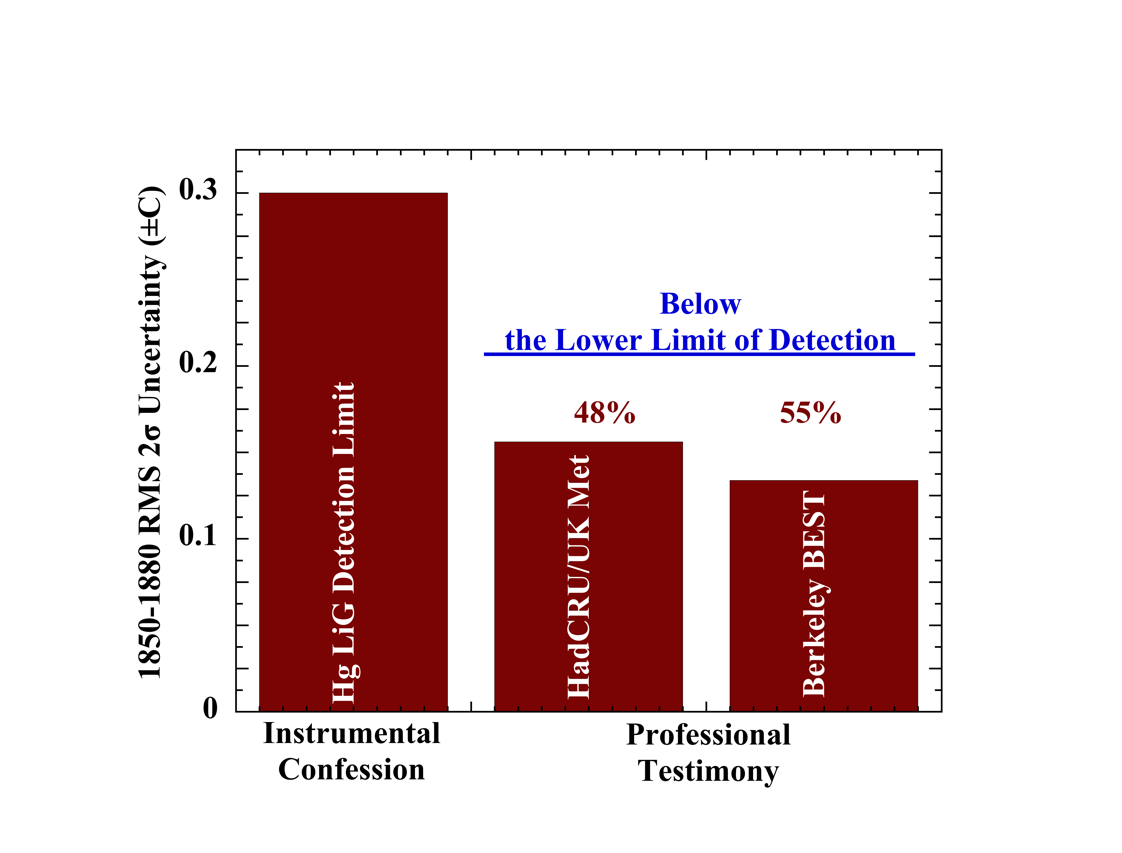 1850-1880 RMS 2σ Uncertainty (±C)
0.3
0.2
0.1
0
Below
the Lower Limit of Detection
48%
55%
Hg LiG Detection Limit
HadCRU/UK Met
Berkeley BEST
Instrumental
Confession
Professional
Testimony